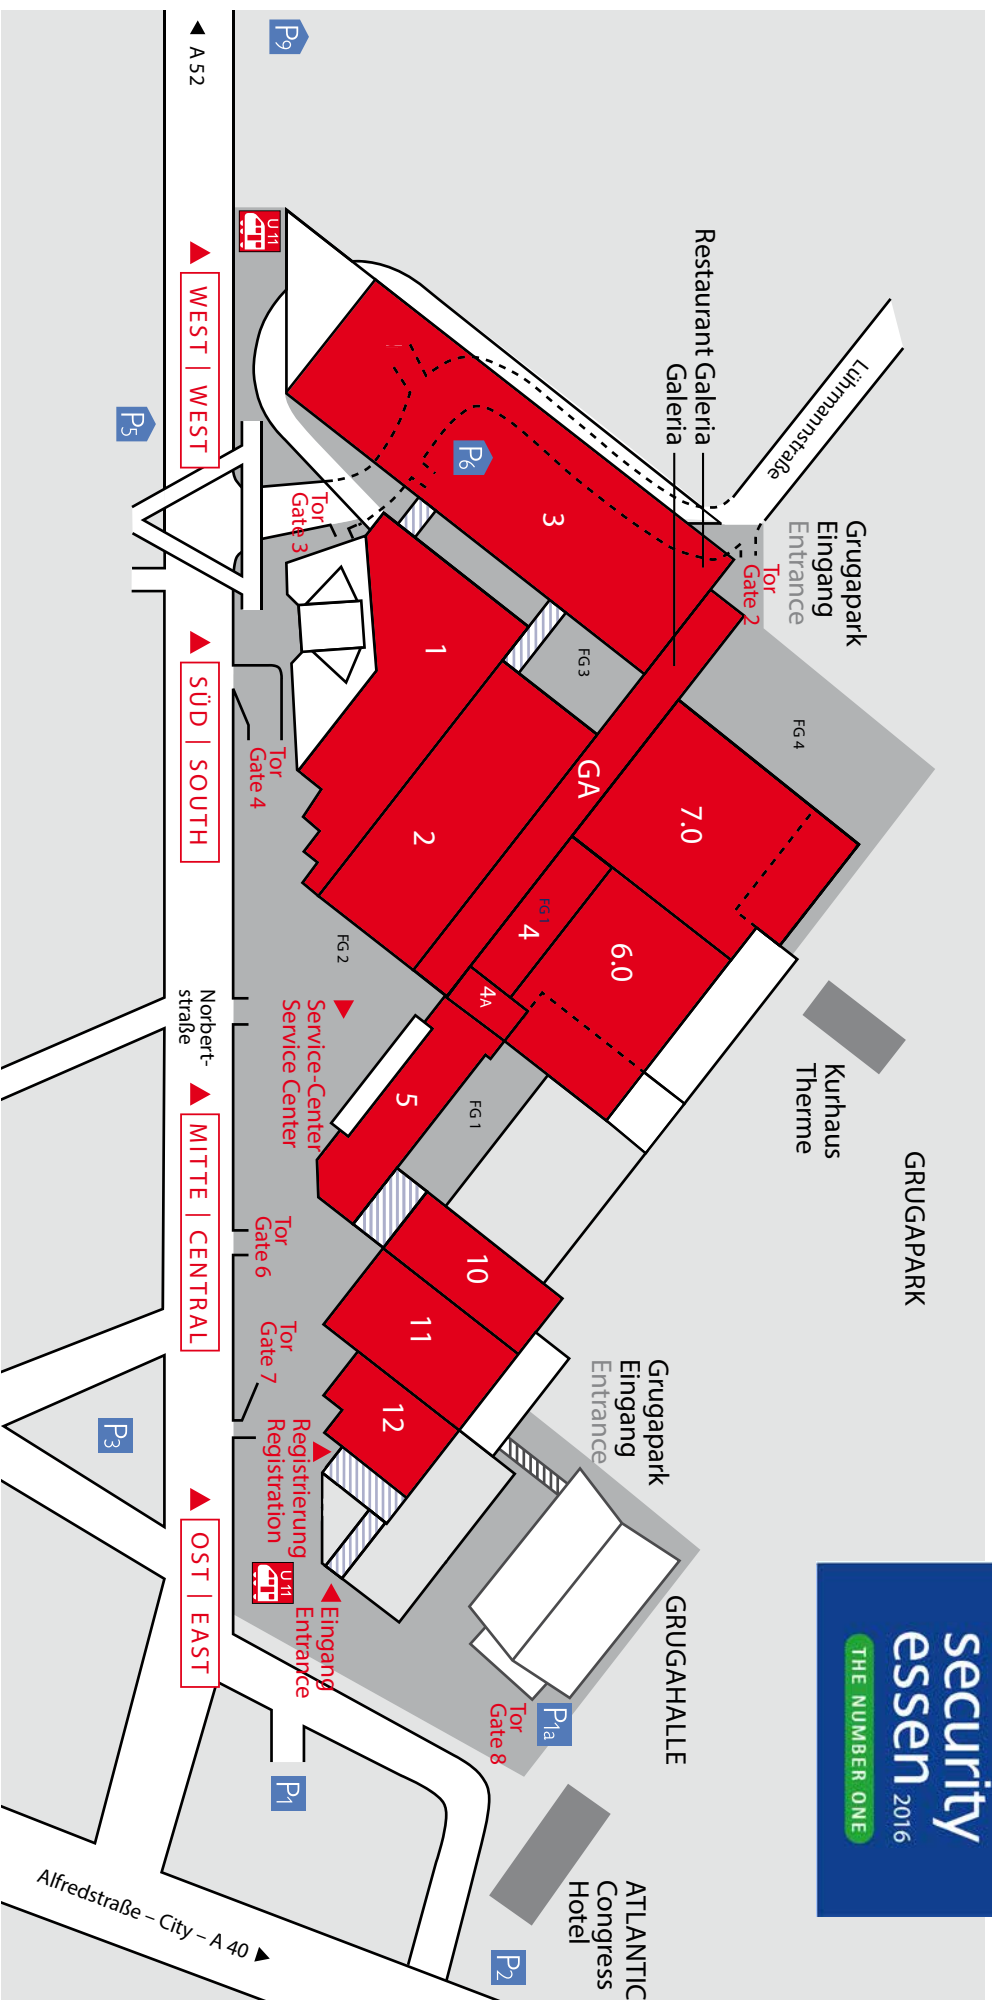 A 52
P9
U 11
WEST | WEST
P5
Restaurant Galeria
Galeria
Lührmannstraße
Grugapark
Eingang
Entrance
Tor
Gate 2
P6
3
Tor
Gate 3
1
FG 3
FG 4
SÜD | SOUTH
Tor
Gate 4
GA
7.0
2
FG 1
4
6.0
4A
FG 2
Service-Center
Service Center
Norbert-
straße
5
FG 1
Kurhaus
Therme
GRUGAPARK
MITTE | CENTRAL
Tor
Gate 6
10
11
12
Tor
Gate 7
Grugapark
Eingang
Entrance
P3
Registrierung
Registration
OST | EAST
U 11
Eingang
Entrance
GRUGAHALLE
P1a
Tor
Gate 8
P1
ATLANTIC
Congress
Hotel
P2
Alfredstraße – City – A 40
security
essen 2016
THE NUMBER ONE